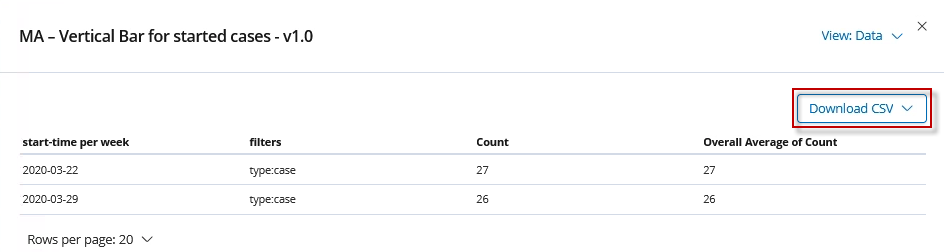 MA – Vertical Bar for started cases - v1.0
View: Data
Download CSV
start-time per week filters Count Overall Average of Count
2020-03-22 type:case 27 27
2020-03-29 type:case 26 26
Rows per page: 20